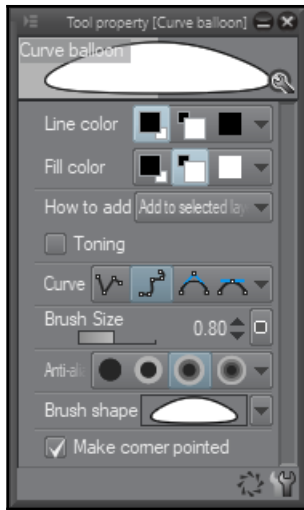 Tool property [Curve balloon]
Curve balloon
Line color
Fill color
How to add Add to selected lay
Toning
Curve
Brush Size
0.80
Anti-ali
Brush shape
Make corner pointed